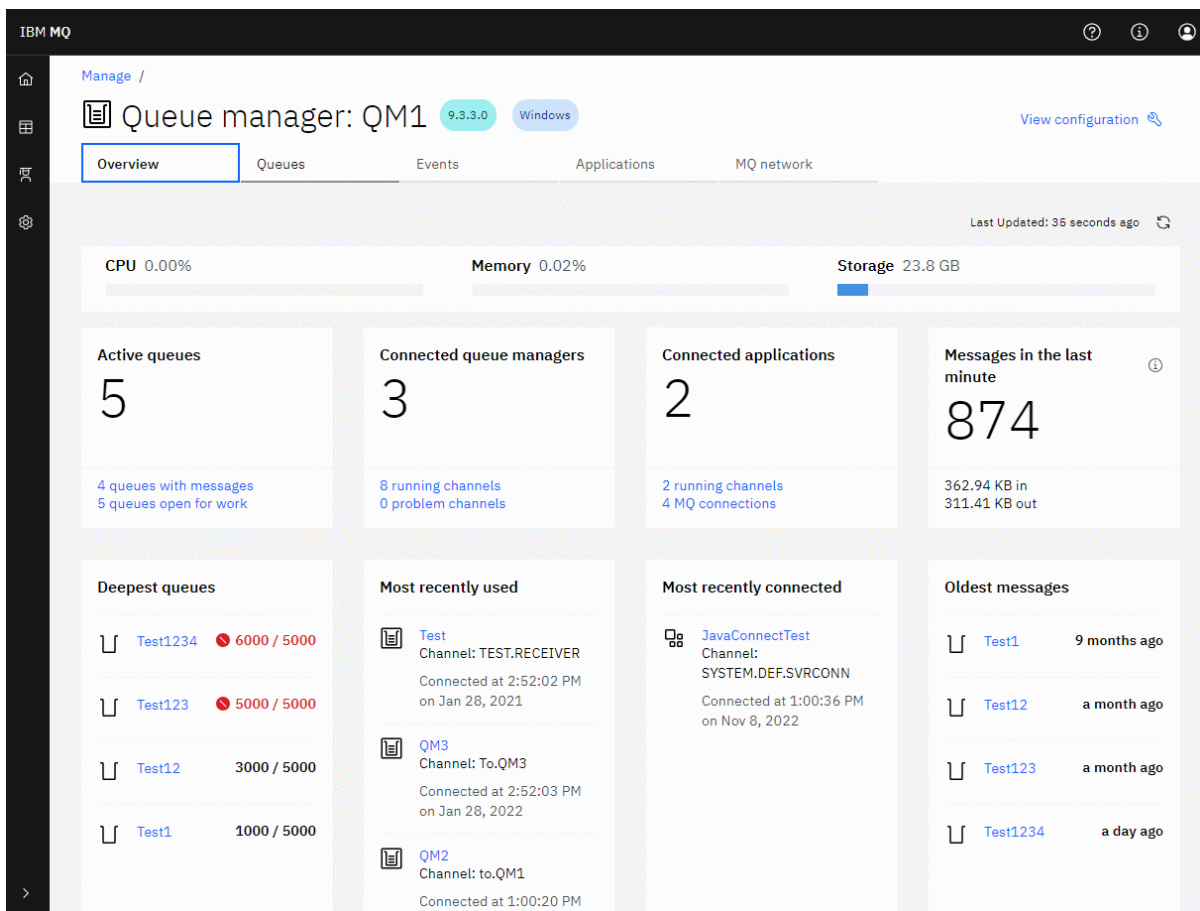 IBM MQ
Manage /
Queue manager: QM1 9.3.3.0 Windows
View configuration
Overview Queues Events Applications MQ network
Last Updated: 35 seconds ago
CPU 0.00% Memory 0.02% Storage 23.8 GB
Active queues
5
4 queues with messages
5 queues open for work
Connected queue managers
3
8 running channels
0 problem channels
Connected applications
2
2 running channels
4 MQ connections
Messages in the last
minute
874
362.94 KB in
311.41 KB out
Deepest queues
Test1234 6000 / 5000
Test123 5000 / 5000
Test12 3000 / 5000
Test1 1000 / 5000
Most recently used
Test
Channel: TEST.RECEIVER
Connected at 2:52:02 PM
on Jan 28, 2021
QM3
Channel: To.QM3
Connected at 2:52:03 PM
on Jan 28, 2022
QM2
Channel: to.QM1
Connected at 1:00:20 PM
Most recently connected
JavaConnectTest
Channel:
SYSTEM.DEF.SVRCONN
Connected at 1:00:36 PM
on Nov 8, 2022
Oldest messages
Test1 9 months ago
Test12 a month ago
Test123 a month ago
Test1234 a day ago